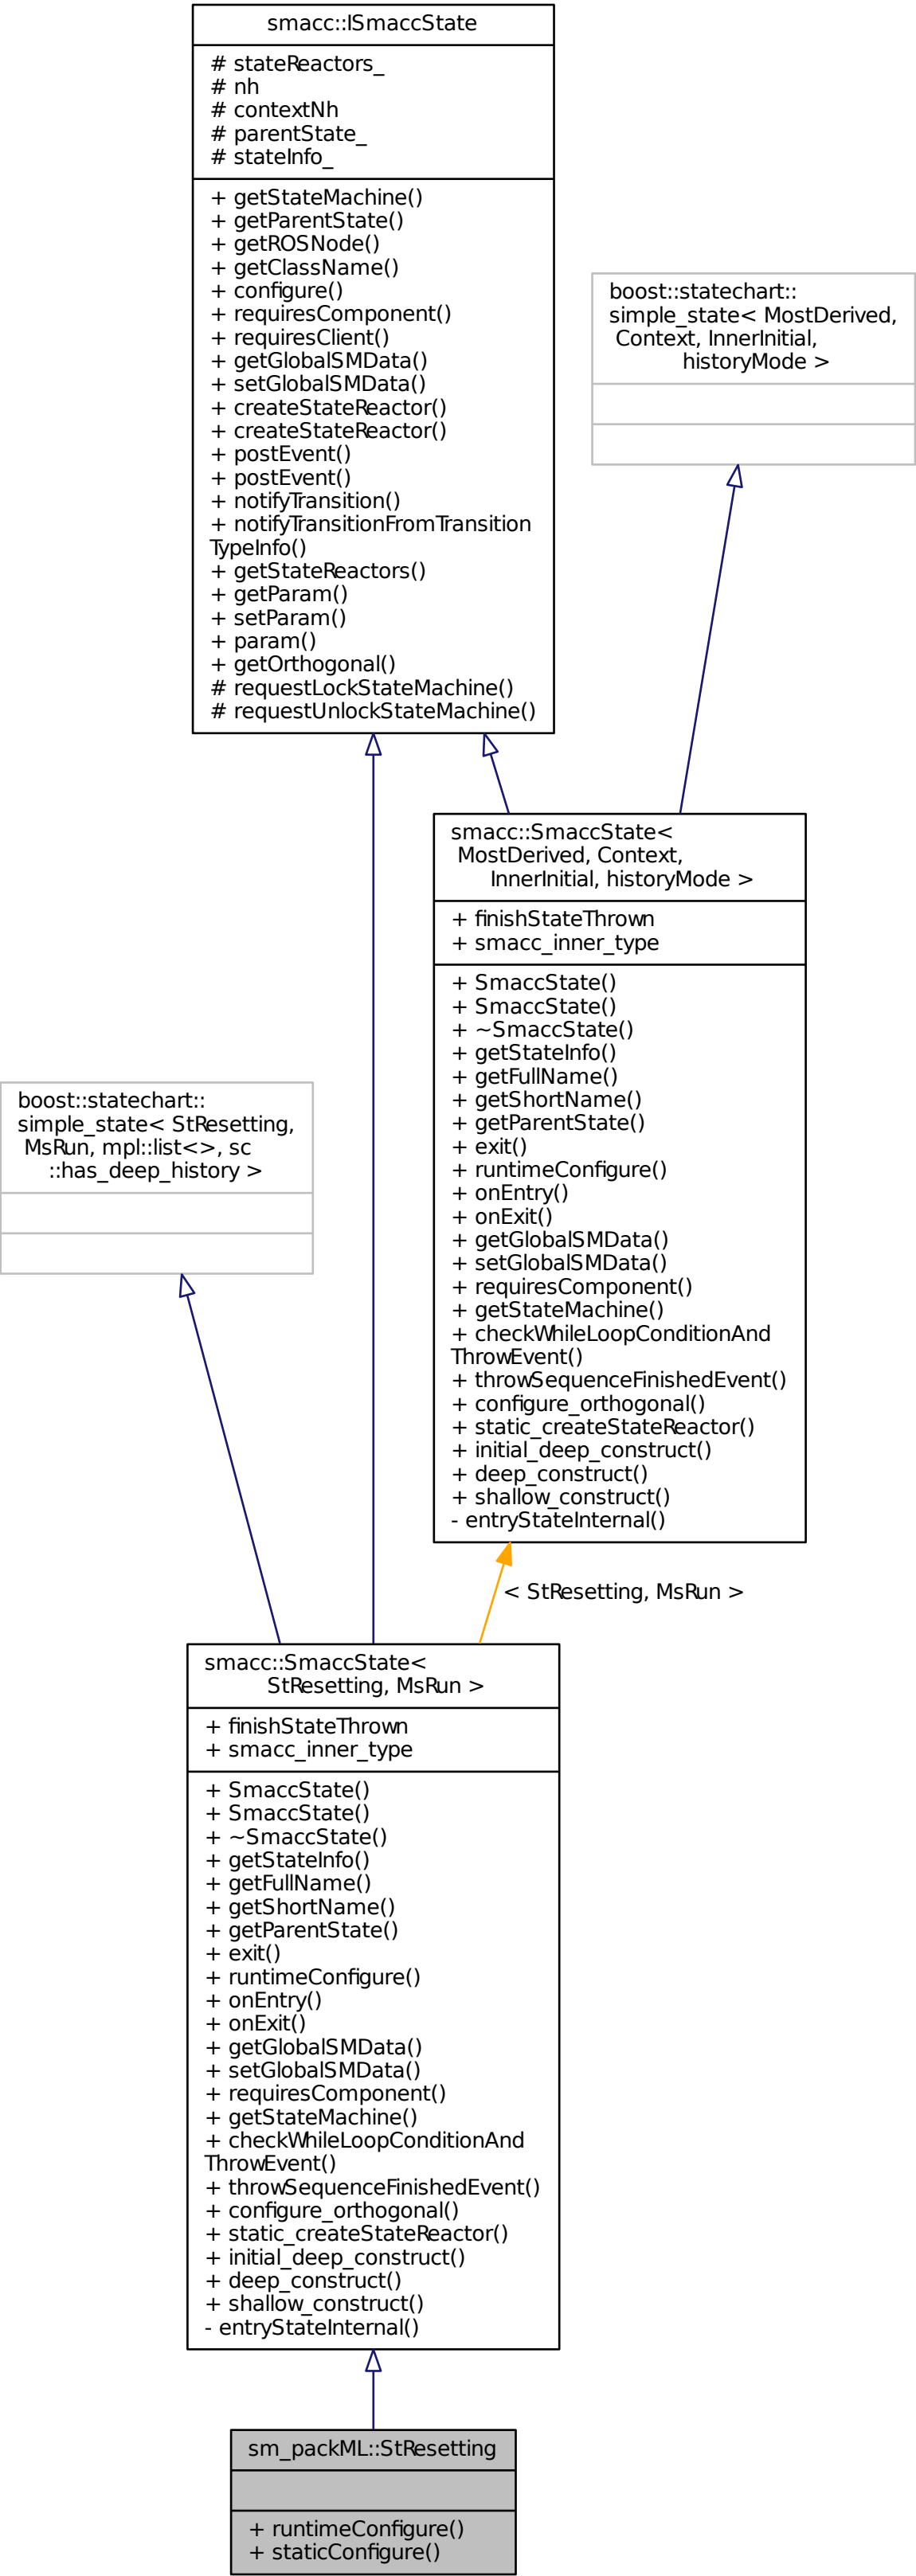 smacc::ISmaccState
# stateReactors_
# nh
# contextNh
# parentState_
# stateInfo_
+ getStateMachine()
+ getParentState()
+ getROSNode()
+ getClassName()
+ configure()
+ requiresComponent()
+ requiresClient()
+ getGlobalSMData()
+ setGlobalSMData()
+ createStateReactor()
+ createStateReactor()
+ postEvent()
+ postEvent()
+ notifyTransition()
+ notifyTransitionFromTransition
TypeInfo()
+ getStateReactors()
+ getParam()
+ setParam()
+ param()
+ getOrthogonal()
# requestLockStateMachine()
# requestUnlockStateMachine()
boost::statechart::
simple_state< MostDerived,
Context, InnerInitial,
historyMode >
smacc::SmaccState<
MostDerived, Context,
InnerInitial, historyMode >
+ finishStateThrown
+ smacc_inner_type
+ SmaccState()
+ SmaccState()
+ ~SmaccState()
+ getStateInfo()
+ getFullName()
+ getShortName()
+ getParentState()
+ exit()
+ runtimeConfigure()
+ onEntry()
+ onExit()
+ getGlobalSMData()
+ setGlobalSMData()
+ requiresComponent()
+ getStateMachine()
+ checkWhileLoopConditionAnd
ThrowEvent()
+ throwSequenceFinishedEvent()
+ configure_orthogonal()
+ static_createStateReactor()
+ initial_deep_construct()
+ deep_construct()
+ shallow_construct()
- entryStateInternal()
boost::statechart::
simple_state< StResetting,
MsRun, mpl::list<>, sc
::has_deep_history >
< StResetting, MsRun >
smacc::SmaccState<
StResetting, MsRun >
+ finishStateThrown
+ smacc_inner_type
+ SmaccState()
+ SmaccState()
+ ~SmaccState()
+ getStateInfo()
+ getFullName()
+ getShortName()
+ getParentState()
+ exit()
+ runtimeConfigure()
+ onEntry()
+ onExit()
+ getGlobalSMData()
+ setGlobalSMData()
+ requiresComponent()
+ getStateMachine()
+ checkWhileLoopConditionAnd
ThrowEvent()
+ throwSequenceFinishedEvent()
+ configure_orthogonal()
+ static_createStateReactor()
+ initial_deep_construct()
+ deep_construct()
+ shallow_construct()
- entryStateInternal()
sm_packML::StResetting
+ runtimeConfigure()
+ staticConfigure()